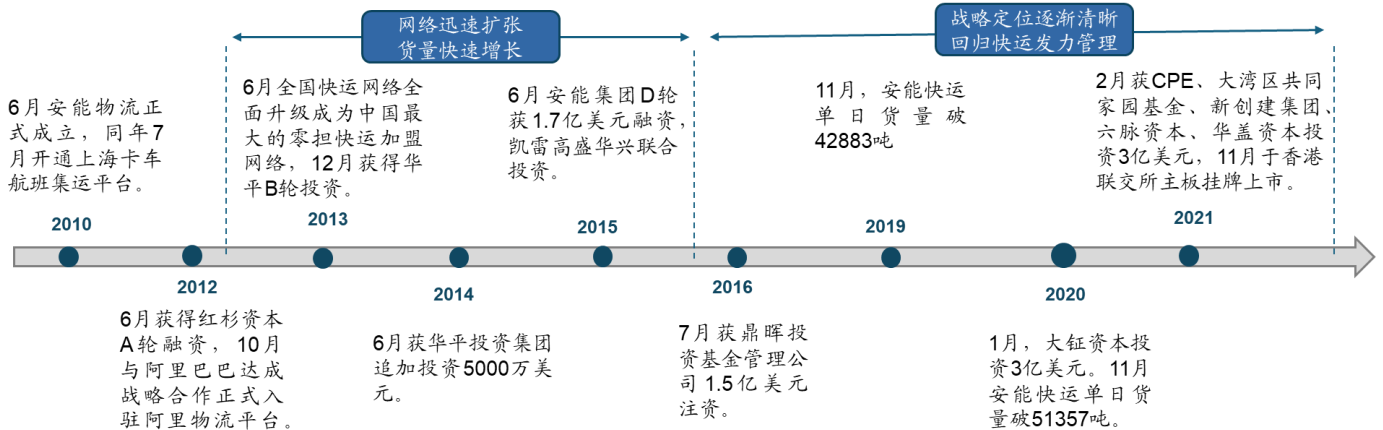 网络迅速扩张
货量快速增长
战略定位逐渐清晰
回归快运发力管理
6月安能物流正
式成立，同年7
月开通上海卡车
航班集运平台。
2010
6月获得红杉资本
A轮融资，10月
与阿里巴巴达成
战略合作正式入
驻阿里物流平台。
2012
6月全国快运网络全
面升级成为中国最
大的零担快运加盟
网络，12月获得华
平B轮投资。
2013
2014
6月获华平投资集团
追加投资5000万美
元。
6月安能集团D轮
获1.7亿美元融资，
凯雷高盛华兴联合
投资。
2015
2016
7月获鼎晖投
资基金管理公
司1.5亿美元
注资。
11月，安能快运
单日货量破
42883吨
2019
2020
1月，大钲资本投
资3亿美元。11月
安能快运单日货
量破51357吨。
2月获CPE、大湾区共同
家园基金、新创建集团、
六脉资本、华盖资本投
资3亿美元，11月于香港
联交所主板挂牌上市。
2021